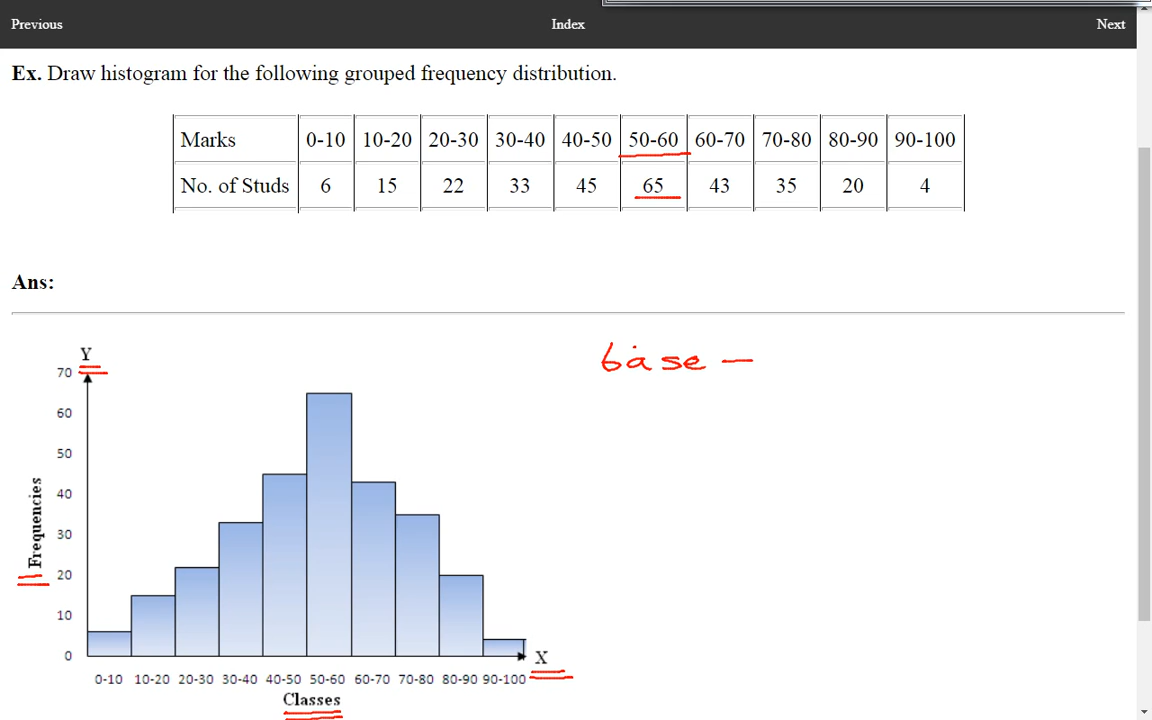 Previous Index Next
Ex. Draw histogram for the following grouped frequency distribution.
Marks 0-10 10-20 20-30 30-40 40-50 50-60 60-70 70-80 80-90 90-100
No. of Studs 6 15 22 33 45 65 43 35 20 4
Ans:
Y
base —
70
60
50
40
30
20
10
0
Frequencies
X
0-10 10-20 20-30 30-40 40-50 50-60 60-70 70-80 80-90 90-100
Classes